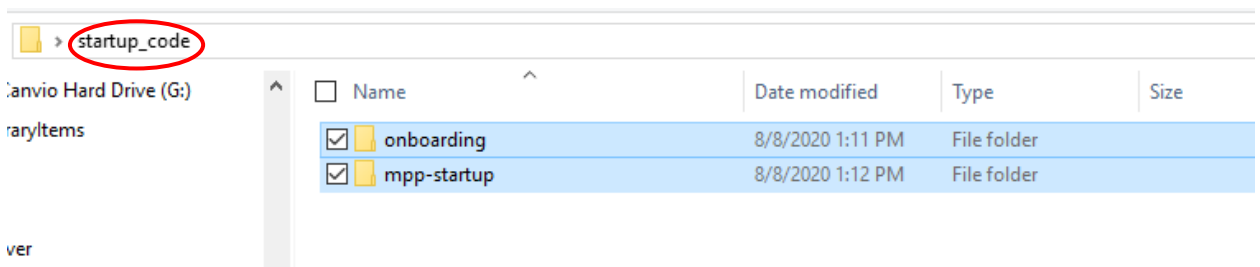 startup_code
Canvio Hard Drive (G:)
Name Date modified Type Size
raryItems
onboarding 8/8/2020 1:11 PM File folder
mpp-startup 8/8/2020 1:12 PM File folder
ver